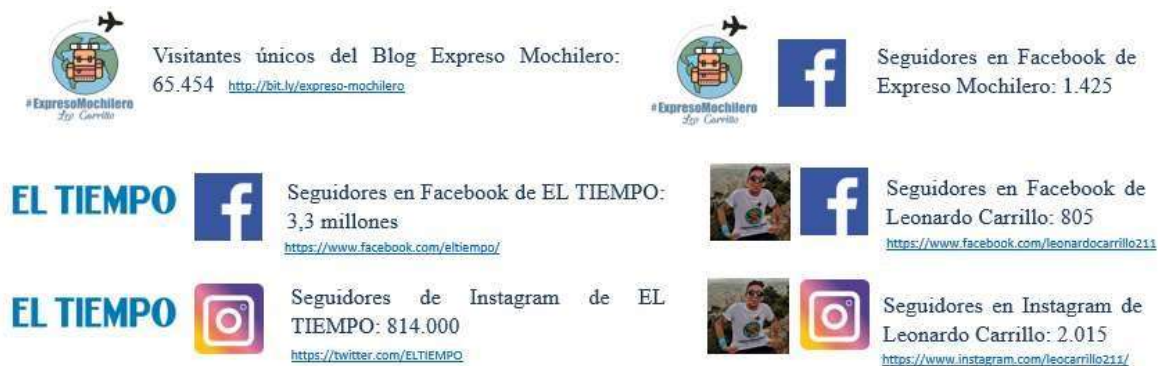 #ExpresoMochilero
Leo Carrillo
Visitantes únicos del Blog Expreso Mochilero:
65.454 http://bit.ly/expreso-mochilero
#ExpresoMochilero
Leo Carrillo
Seguidores en Facebook de
Expreso Mochilero: 1.425
EL TIEMPO
Seguidores en Facebook de EL TIEMPO:
3,3 millones
https://www.facebook.com/eltiempo/
Seguidores en Facebook de
Leonardo Carrillo: 805
https://www.facebook.com/leonardocarrillo211
EL TIEMPO
Seguidores de Instagram de EL
TIEMPO: 814.000
https://twitter.com/ELTIEMPO
Seguidores en Instagram de
Leonardo Carrillo: 2.015
https://www.instagram.com/leocarrillo211/